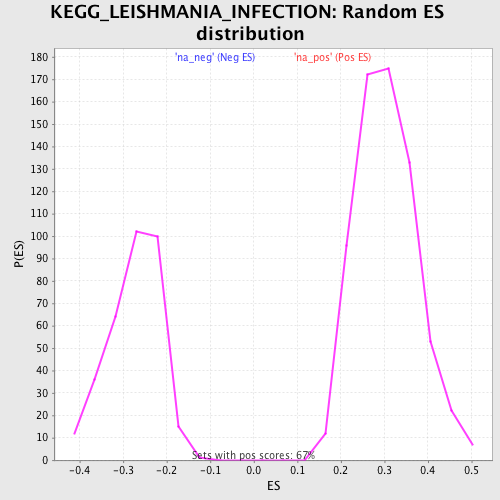 KEGG_LEISHMANIA_INFECTION: Random ES
distribution
'na_neg' (Neg ES) 'na_pos' (Pos ES)
180
170
160
150
140
130
120
110
100
90
80
70
60
50
40
30
20
10
0
P(ES)
Sets with pos scores: 67%
-0.4 -0.3 -0.2 -0.1 0.0 0.1 0.2 0.3 0.4 0.5
ES